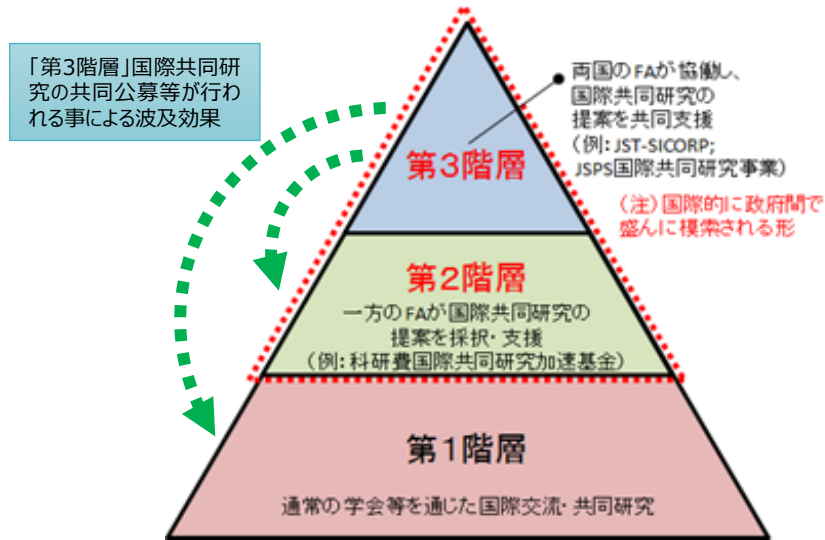 「第3階層」国際共同研
究の共同公募等が行わ
れる事による波及効果
両国のFAが協働し、
国際共同研究の
提案を共同支援
（例：JST-SICORP;
JSPS国際共同研究事業）
（注）国際的に政府間で
盛んに模索される形
第3階層
第2階層
一方のFAが国際共同研究の
提案を採択・支援
（例：科研費国際共同研究加速基金）
第1階層
通常の学会等を通じた国際交流・共同研究